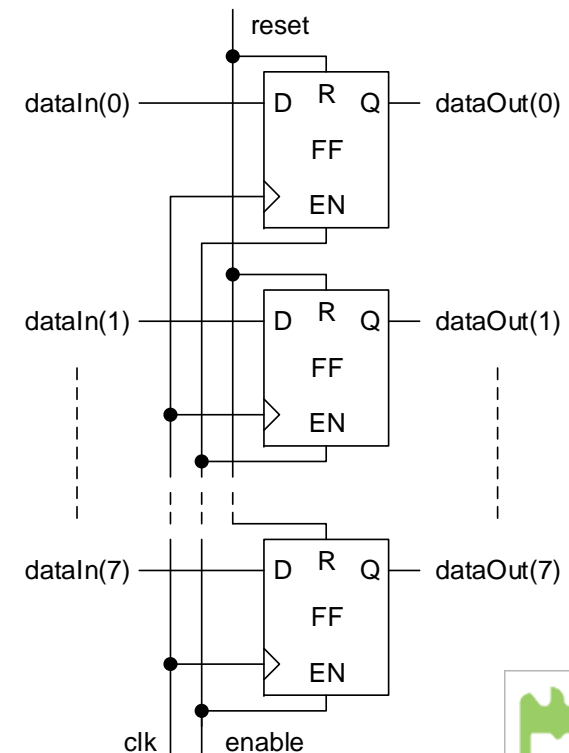 reset
dataIn(0) D R Q dataOut(0)
FF
EN
dataIn(1) D R Q dataOut(1)
FF
EN
dataIn(7) D R Q dataOut(7)
FF
EN
clk enable